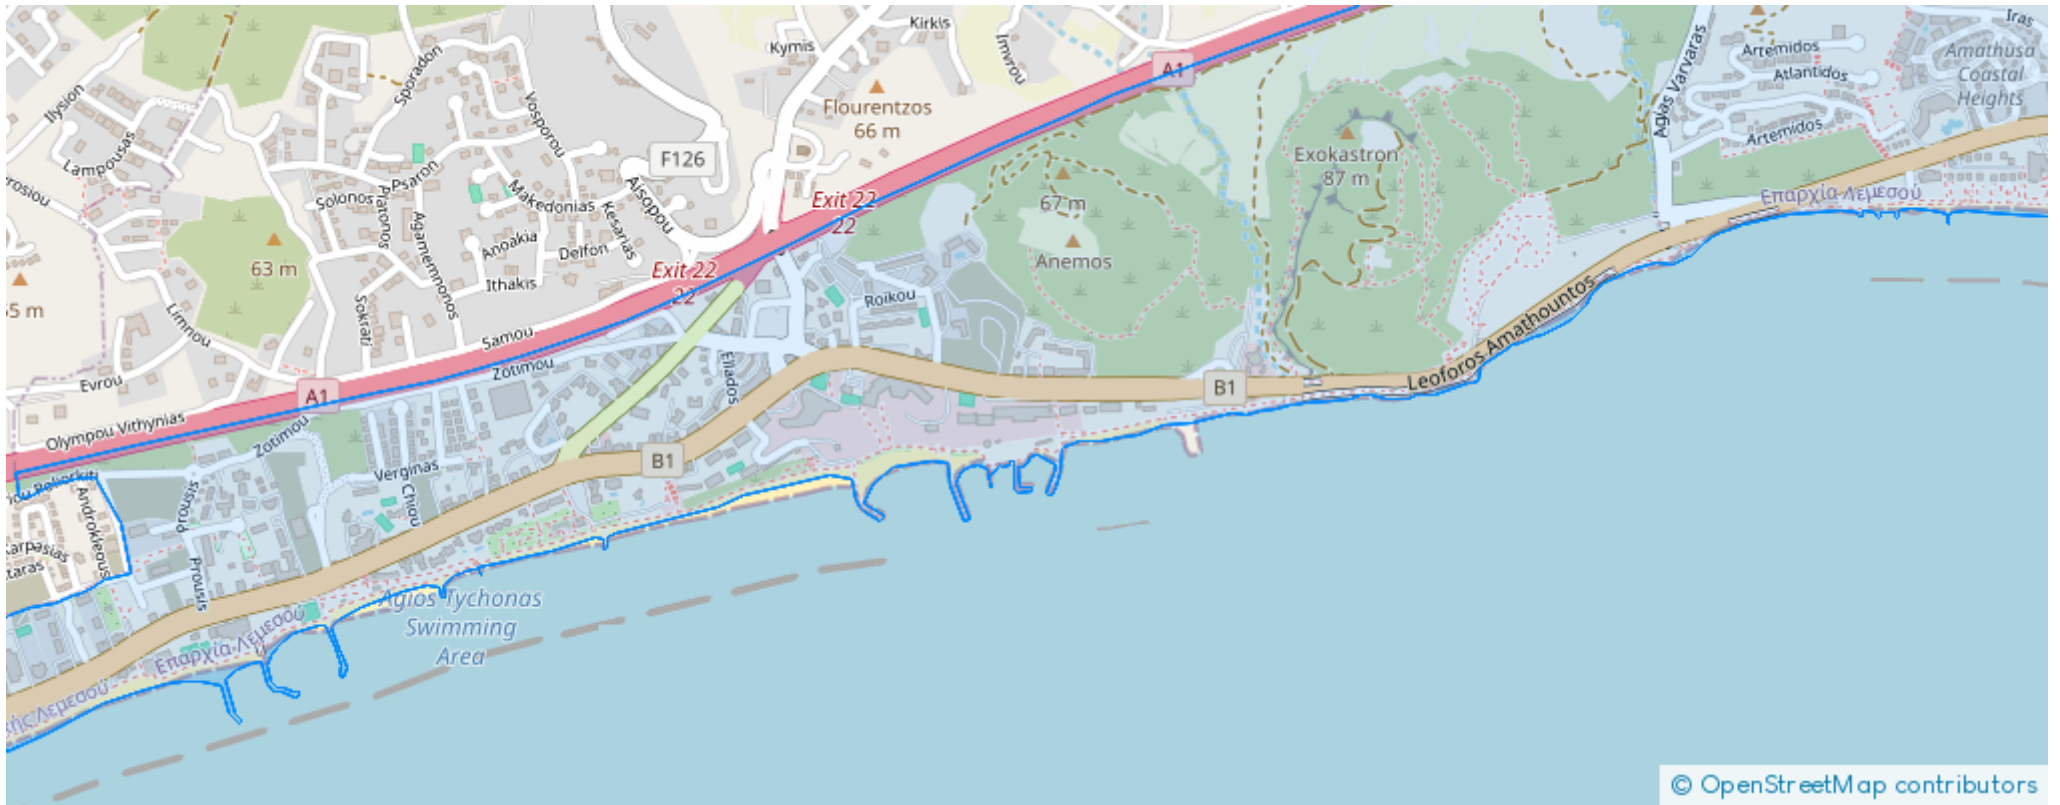 Kirkis
Kymis
Imvrou
A1
Iras
Artemidos
Amathusa
Coastal
Heights
Atlantidos
Artemidos
Agias Varvaras
Sporadon
Vosporou
Ilysion
Flourentzos
66 m
Lampousas
F126
Exokastron
87 m
Psaron
Solonos
Platonos
Makedonias
Aisopou
Kesarias
Agamemnonos
Exit 22
22
67 m
Επαρχία Λεμεσού
Delfon
63 m
Ithakis
Exit 22
22
Anemos
Roikou
Sokrati
Limnou
Samou
Zotimou
Leoforos Amathountos
Evrou
A1
Elladas
B1
Olympou Vithynias
Zotimou
B1
Verginas
Chiou
Prousis
Androkleous
Prousis
Agios Tychonas
Swimming
Area
Επαρχία Λεμεσού
© OpenStreetMap contributors